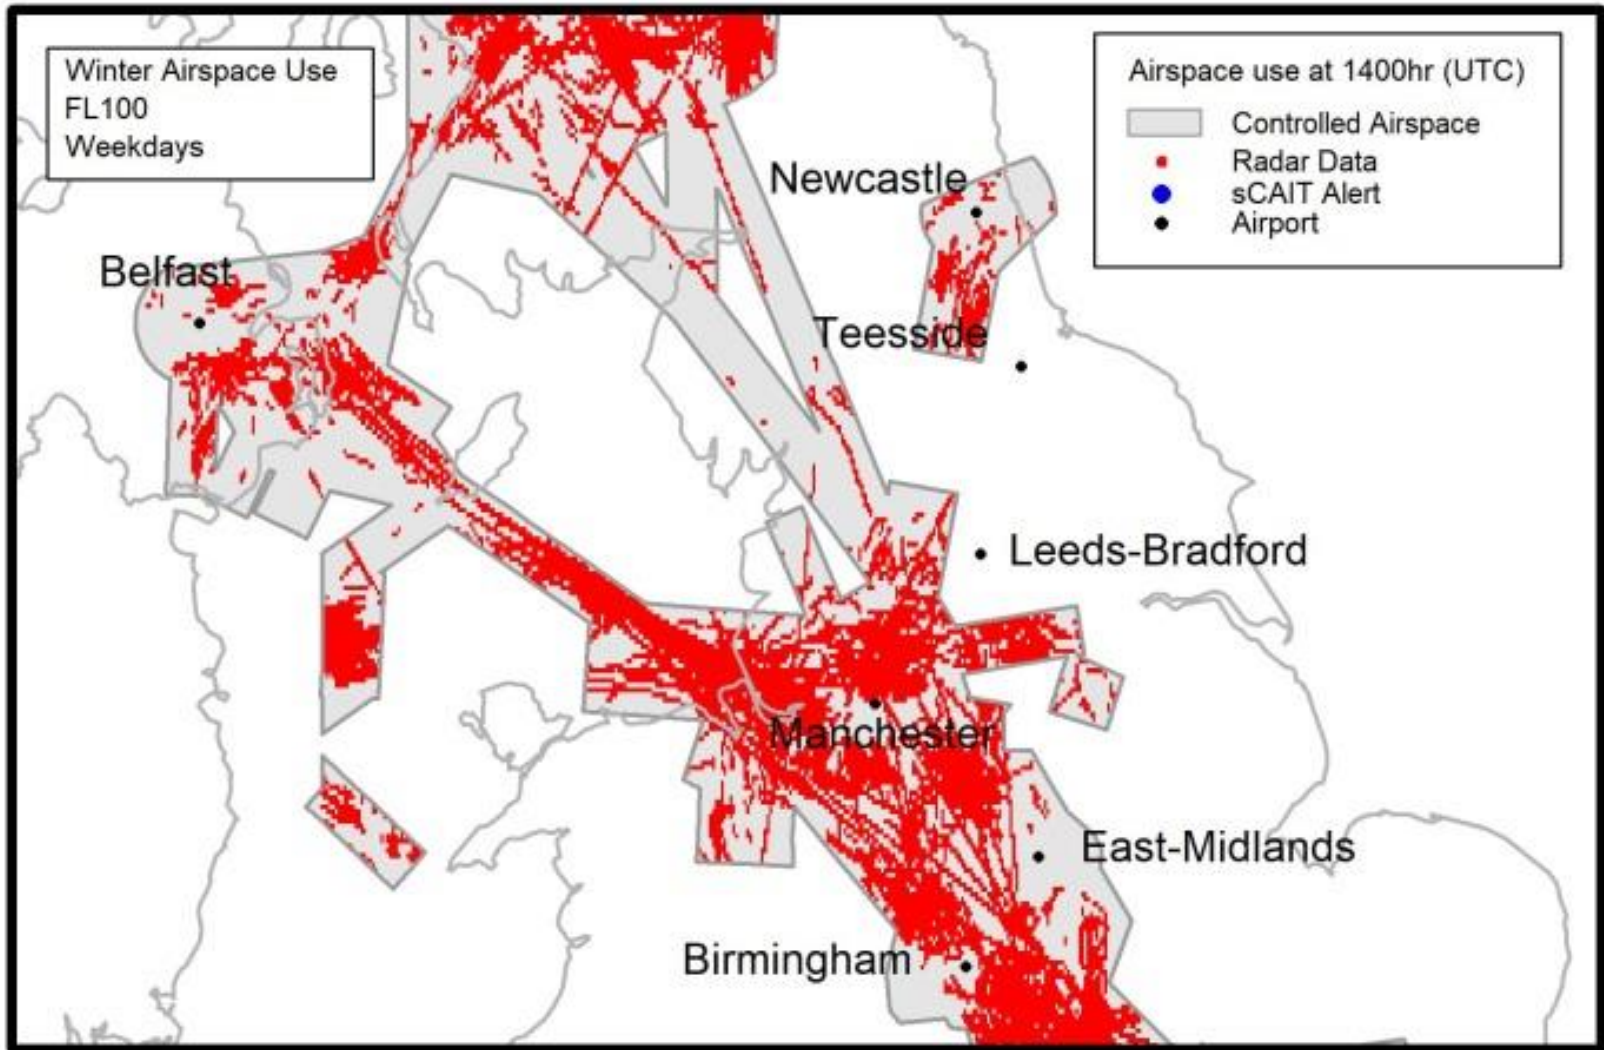 Winter Airspace Use
FL100
Weekdays
Airspace use at 1400hr (UTC)
Controlled Airspace
Radar Data
sCAIT Alert
Airport
Newcastle
Belfast
Teesside
Leeds-Bradford
Manchester
East-Midlands
Birmingham